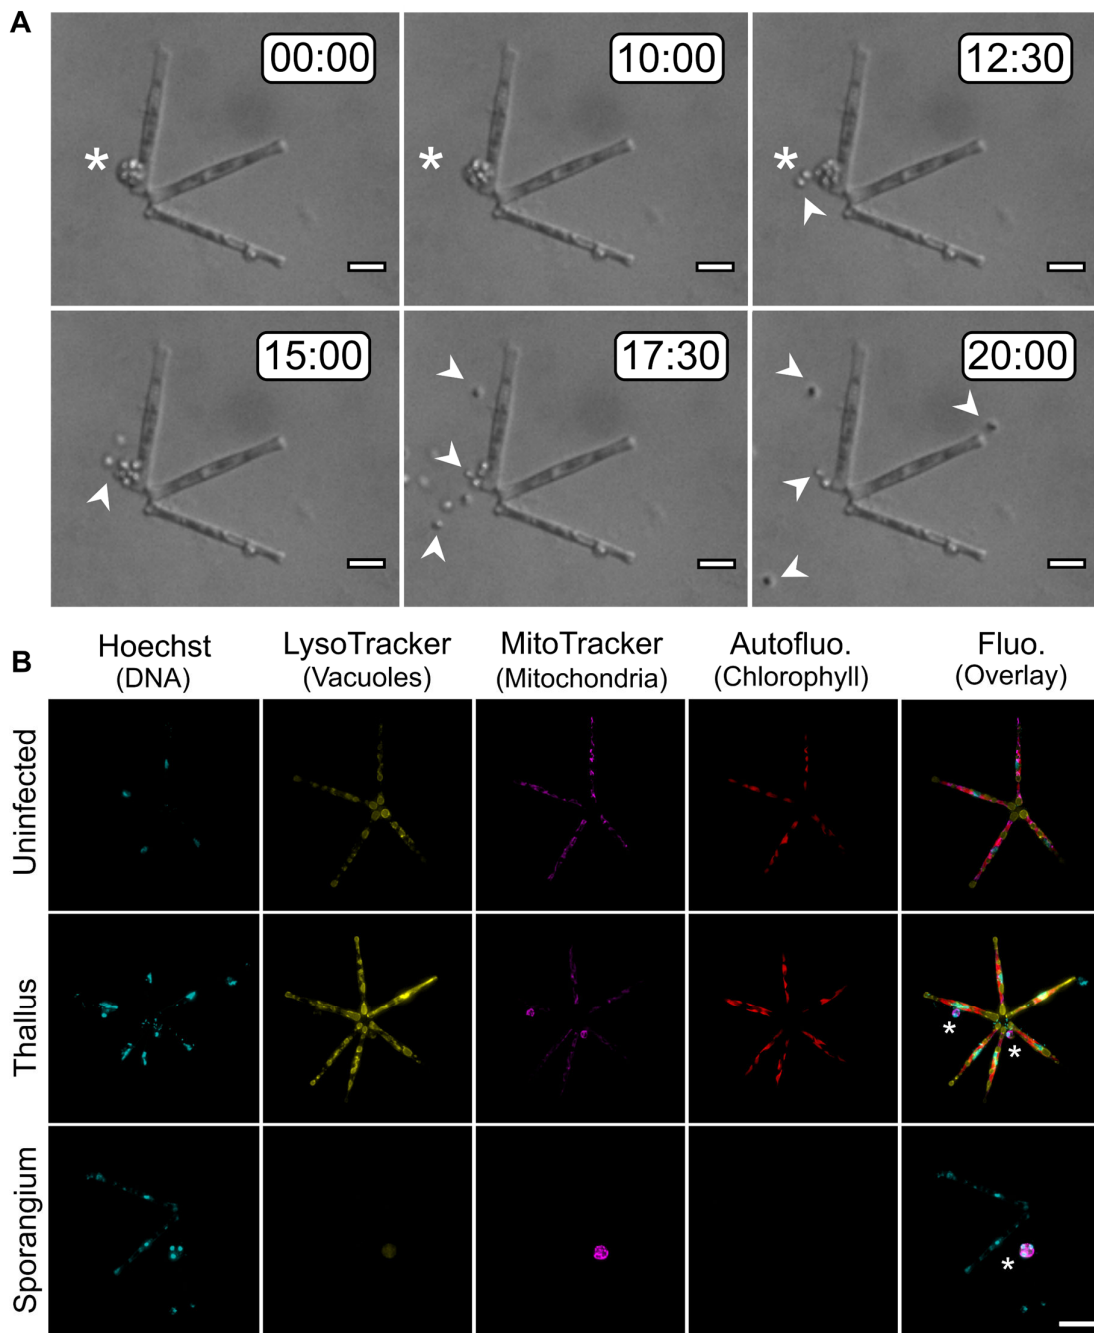 A
00:00
10:00
12:30
*
*
*
15:00
17:30
20:00
B
Hoechst
(DNA)
LysoTracker
(Vacuoles)
MitoTracker
(Mitochondria)
Autofluo.
(Chlorophyll)
Fluo.
(Overlay)
Uninfected
Thallus
*
*
Sporangium
*